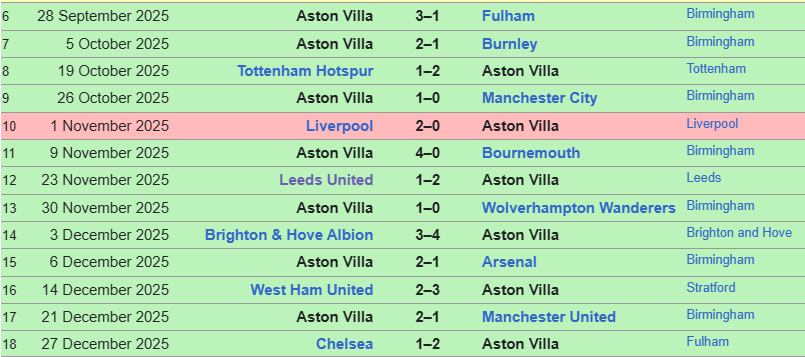 6 28 September 2025 Aston Villa 3–1 Fulham Birmingham
7 5 October 2025 Aston Villa 2–1 Burnley Birmingham
8 19 October 2025 Tottenham Hotspur 1–2 Aston Villa Tottenham
9 26 October 2025 Aston Villa 1–0 Manchester City Birmingham
10 1 November 2025 Liverpool 2–0 Aston Villa Liverpool
11 9 November 2025 Aston Villa 4–0 Bournemouth Birmingham
12 23 November 2025 Leeds United 1–2 Aston Villa Leeds
13 30 November 2025 Aston Villa 1–0 Wolverhampton Wanderers Birmingham
14 3 December 2025 Brighton & Hove Albion 3–4 Aston Villa Brighton and Hove
15 6 December 2025 Aston Villa 2–1 Arsenal Birmingham
16 14 December 2025 West Ham United 2–3 Aston Villa Stratford
17 21 December 2025 Aston Villa 2–1 Manchester United Birmingham
18 27 December 2025 Chelsea 1–2 Aston Villa Fulham